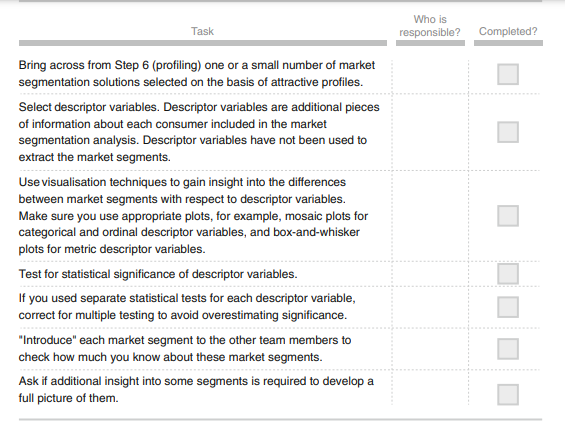 Task
Who is
responsible?
Completed?
Bring across from Step 6 (profiling) one or a small number of market
segmentation solutions selected on the basis of attractive profiles.
Select descriptor variables. Descriptor variables are additional pieces
of information about each consumer included in the market
segmentation analysis. Descriptor variables have not been used to
extract the market segments.
Use visualisation techniques to gain insight into the differences
between market segments with respect to descriptor variables.
Make sure you use appropriate plots, for example, mosaic plots for
categorical and ordinal descriptor variables, and box-and-whisker
plots for metric descriptor variables.
Test for statistical significance of descriptor variables.
If you used separate statistical tests for each descriptor variable,
correct for multiple testing to avoid overestimating significance.
"Introduce" each market segment to the other team members to
check how much you know about these market segments.
Ask if additional insight into some segments is required to develop a
full picture of them.